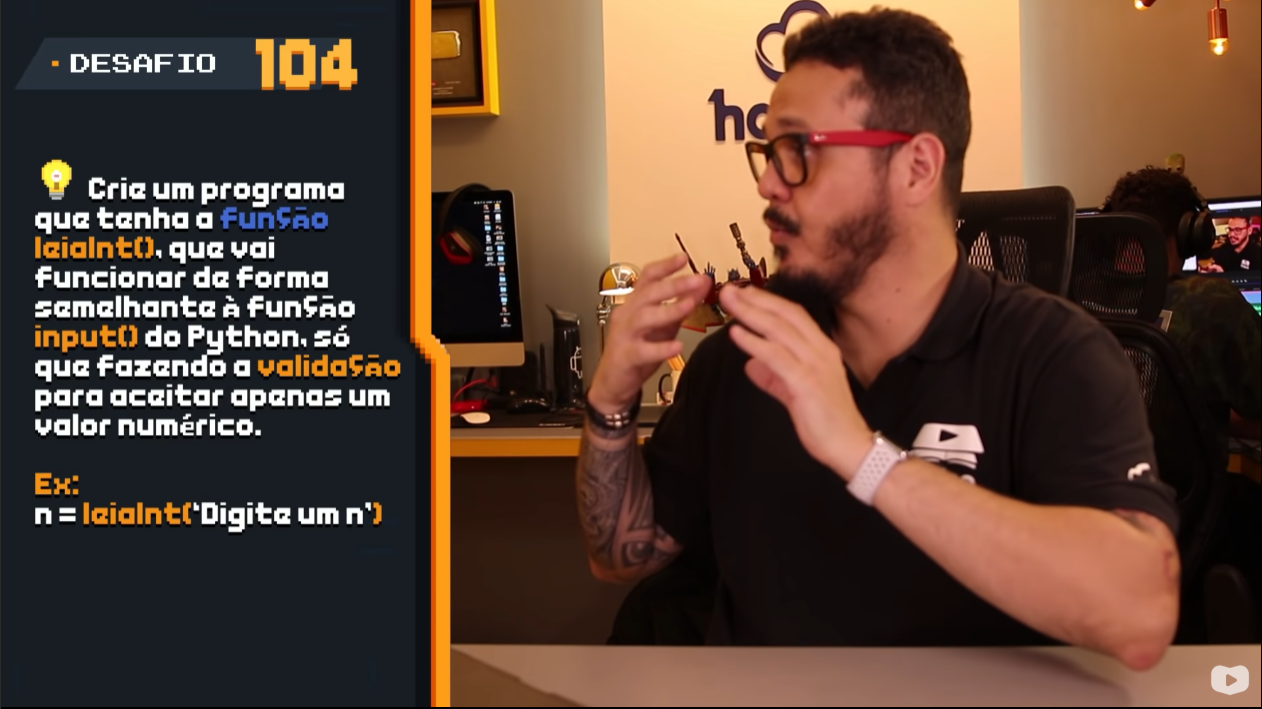 DESAFIO 104
Crie um programa
que tenha a função
leiaInt(), que vai
funcionar de forma
semelhante à função
input() do Python, só
que fazendo a validação
para aceitar apenas um
valor numérico.
Ex:
n = leiaInt('Digite um n')